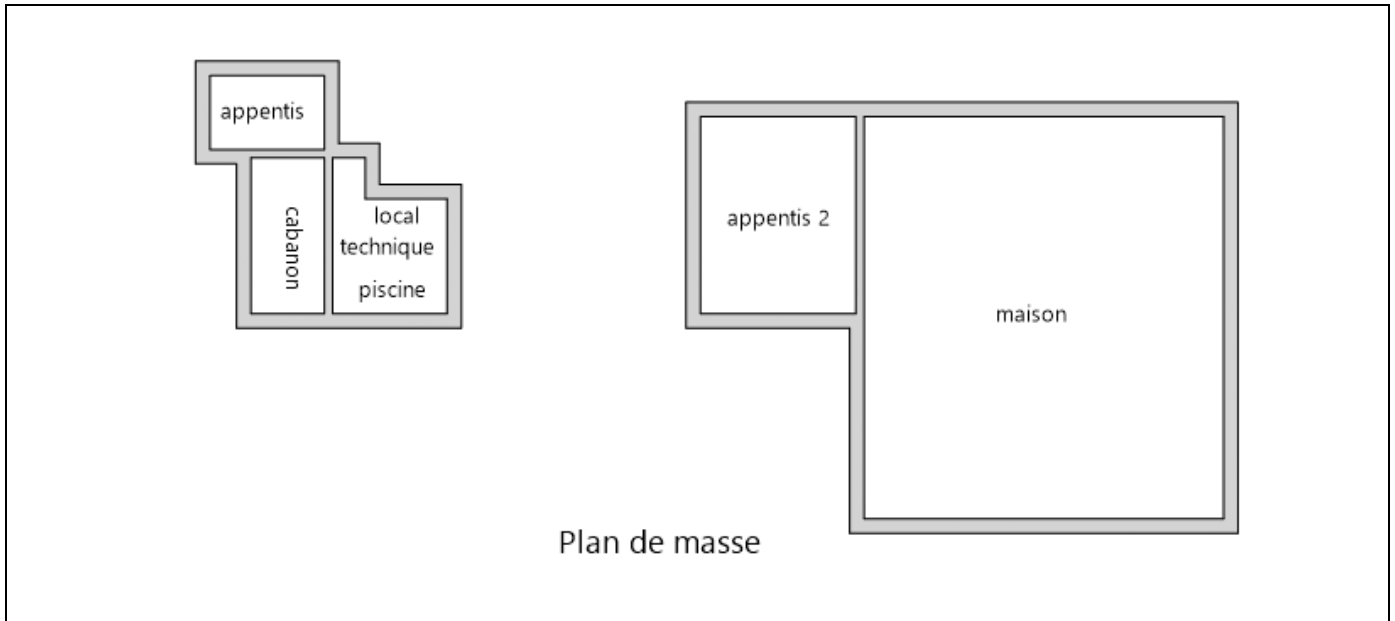 appentis
cabanon
local
technique
piscine
appentis 2
maison
Plan de masse